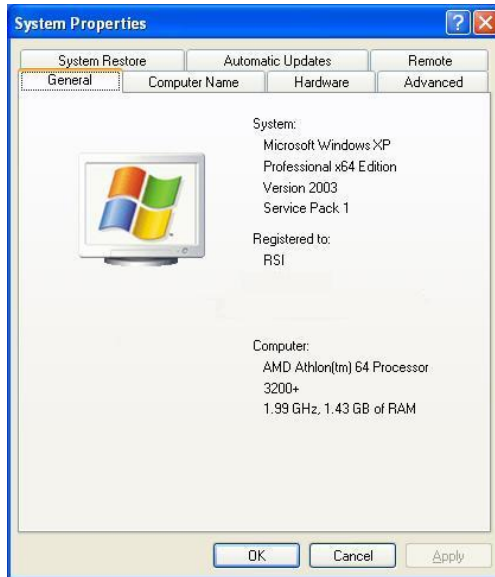 System Properties
System Restore Automatic Updates Remote
General Computer Name Hardware Advanced
System:
Microsoft Windows XP
Professional x64 Edition
Version 2003
Service Pack 1
Registered to:
RSI
Computer:
AMD Athlon(tm) 64 Processor
3200+
1.99 GHz, 1.43 GB of RAM
OK Cancel Apply